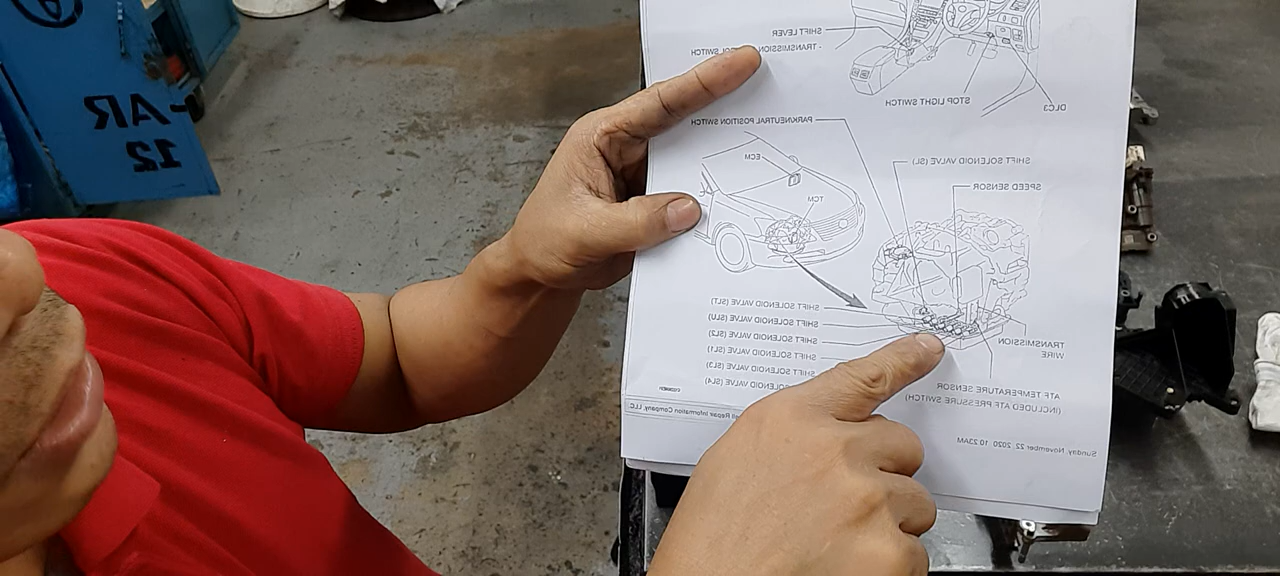 R-AR
12
SHIFT LEVER
- TRANSMISSION SWITCH
STOP LIGHT SWITCH
DLC3
PARK/NEUTRAL POSITION SWITCH
ECM
TCM
SHIFT SOLENOID VALVE (SL)
SPEED SENSOR
SHIFT SOLENOID VALVE (SLT)
SHIFT SOLENOID VALVE (SLU)
SHIFT SOLENOID VALVE (SL2)
SHIFT SOLENOID VALVE (SL1)
SHIFT SOLENOID VALVE (SL3)
SHIFT SOLENOID VALVE (SL4)
TRANSMISSION
WIRE
ATF TEMPERATURE SENSOR
(INCLUDED ATF PRESSURE SWITCH)
Repair Information Company, LLC
Sunday, November 22, 2020 10:23AM